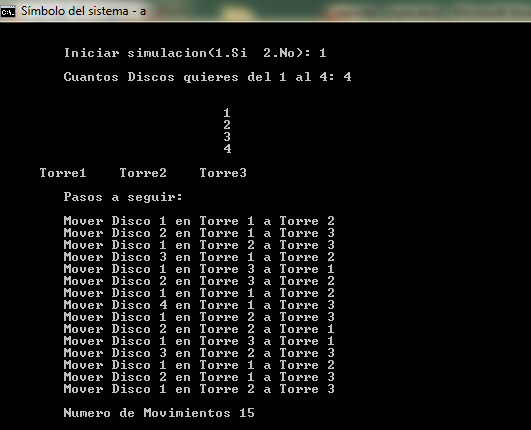 Símbolo del sistema - a
Iniciar simulacion(1.Si 2.No): 1
Cuantos Discos quieres del 1 al 4: 4
1
2
3
4
Torre1 Torre2 Torre3
Pasos a seguir:
Mover Disco 1 en Torre 1 a Torre 2
Mover Disco 2 en Torre 1 a Torre 3
Mover Disco 1 en Torre 2 a Torre 3
Mover Disco 3 en Torre 1 a Torre 2
Mover Disco 1 en Torre 3 a Torre 1
Mover Disco 2 en Torre 3 a Torre 2
Mover Disco 1 en Torre 1 a Torre 2
Mover Disco 4 en Torre 1 a Torre 3
Mover Disco 1 en Torre 2 a Torre 3
Mover Disco 2 en Torre 2 a Torre 1
Mover Disco 1 en Torre 3 a Torre 1
Mover Disco 3 en Torre 2 a Torre 3
Mover Disco 1 en Torre 1 a Torre 2
Mover Disco 2 en Torre 1 a Torre 3
Mover Disco 1 en Torre 2 a Torre 3
Numero de Movimientos 15